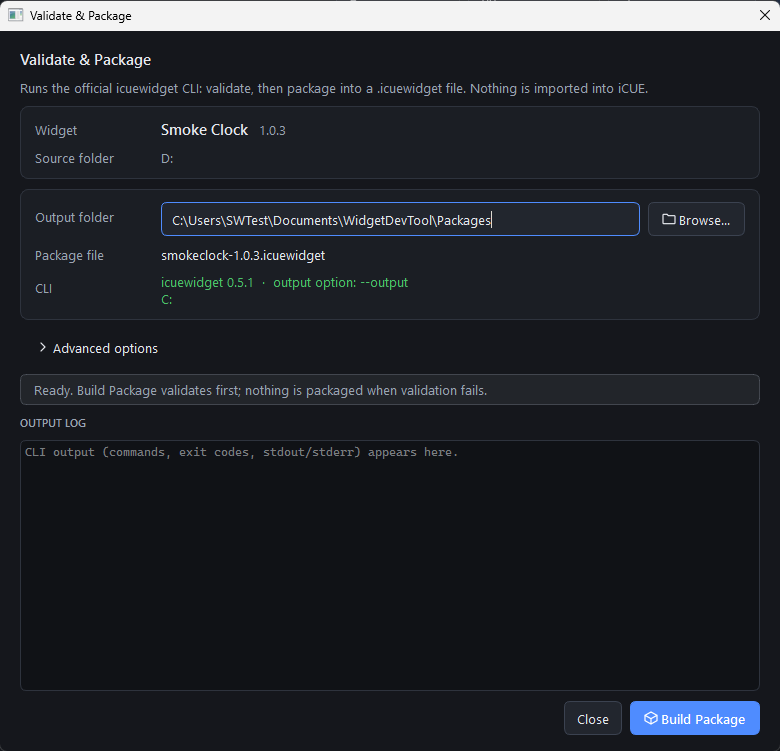 Validate & Package
Validate & Package
Runs the official icuewidget CLI: validate, then package into a .icuewidget file. Nothing is imported into iCUE.
Widget Smoke Clock 1.0.3
Source folder D:
Output folder C:\Users\SWTest\Documents\WidgetDevTool\Packages Browse...
Package file smokeclock-1.0.3.icuewidget
CLI icuewidget 0.5.1 · output option: --output
C:
Advanced options
Ready. Build Package validates first; nothing is packaged when validation fails.
OUTPUT LOG
CLI output (commands, exit codes, stdout/stderr) appears here.
Close Build Package